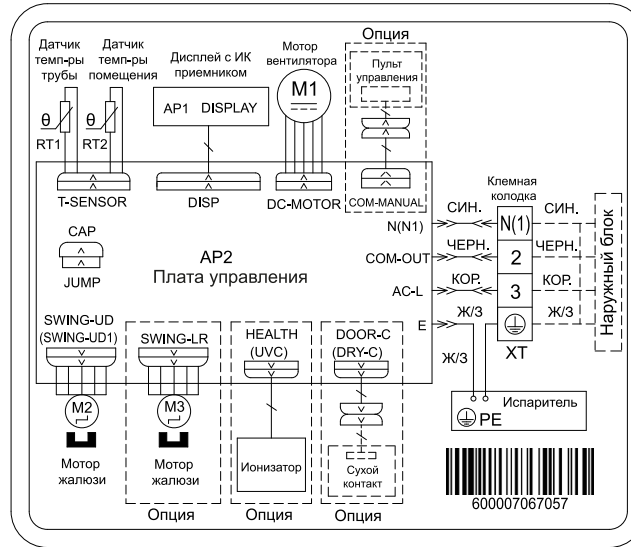 Датчик
темп-ры
трубы
Датчик
темп-ры
помещения
Дисплей с ИК
приемником
Мотор
вентилятора
Опция
Пульт
управления
AP1 DISPLAY
M1
θ
RT1
θ
RT2
T-SENSOR
DISP
DC-MOTOR
COM-MANUAL
Клемная
колодка
N(N1)
СИН.
N(1)
СИН.
COM-OUT
ЧЕРН.
2
ЧЕРН.
AC-L
КОР.
3
КОР.
E
Ж/З
Ж/З
Ж/З
XT
Наружный блок
CAP
JUMP
AP2
Плата управления
SWING-UD
(SWING-UD1)
SWING-LR
HEALTH
(UVC)
DOOR-C
(DRY-C)
M2
M3
Мотор
жалюзи
Мотор
жалюзи
Ионизатор
Сухой
контакт
Опция
Опция
Опция
Испаритель
PE
600007067057